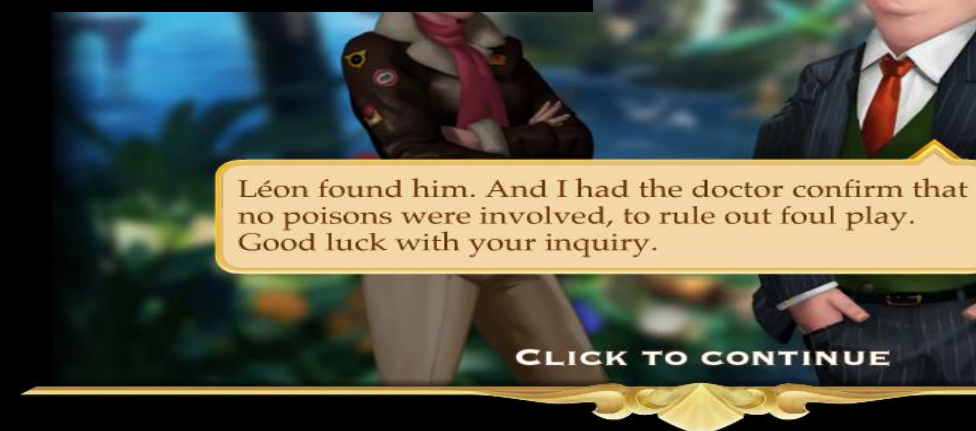 Léon found him. And I had the doctor confirm that
no poisons were involved, to rule out foul play.
Good luck with your inquiry.
CLICK TO CONTINUE